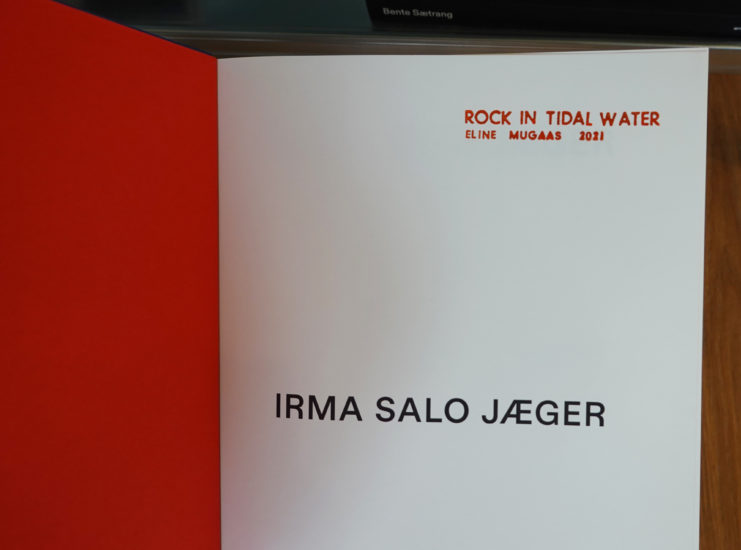 Bente Sætrang
ROCK IN TIDAL WATER
ELINE MUGAAS 2021
IRMA SALO JÆGER